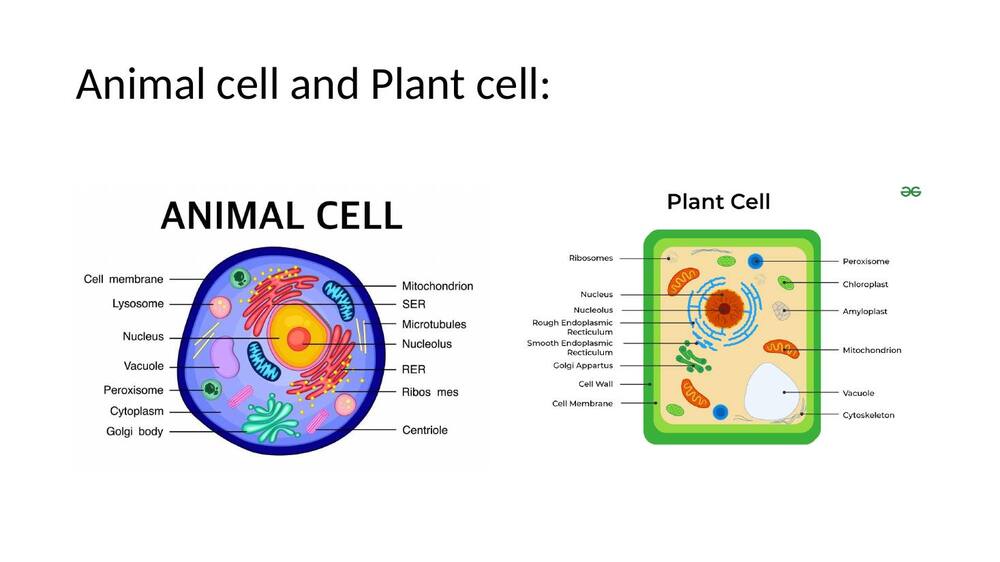 Animal cell and Plant cell:
ANIMAL CELL
Cell membrane
Lysosome
Nucleus
Vacuole
Peroxisome
Cytoplasm
Golgi body
Mitochondrion
SER
Microtubules
Nucleolus
RER
Ribos mes
Centriole
Plant Cell
Ribosomes
Nucleus
Nucleolus
Rough Endoplasmic
Recticulum
Smooth Endoplasmic
Recticulum
Golgi Appartus
Cell Wall
Cell Membrane
Peroxisome
Chloroplast
Amyloplast
Mitochondrion
Vacuole
Cytoskeleton